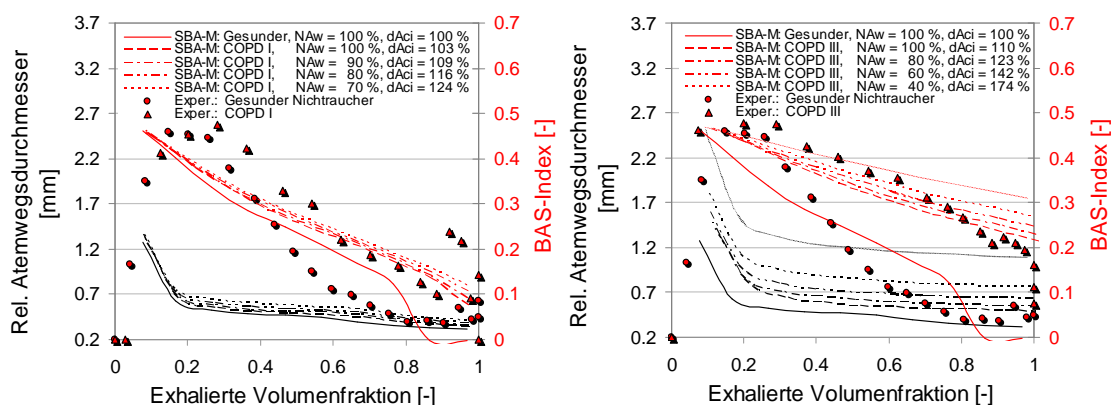 3.7
3.2
2.7
2.2
1.7
1.2
0.7
0.2
Rel. Atemwegsdurchmesser
[mm]
SBA-M: Gesunder, NAw = 100 %, dAci = 100 %
SBA-M: COPD I, NAw = 100 %, dAci = 103 %
SBA-M: COPD I, NAw = 90 %, dAci = 109 %
SBA-M: COPD I, NAw = 80 %, dAci = 116 %
SBA-M: COPD I, NAw = 70 %, dAci = 124 %
Exper.: Gesunder Nichtraucher
Exper.: COPD I
0.7
0.6
0.5
0.4
0.3
0.2
0.1
0
BAS-Index [-]
0 0.2 0.4 0.6 0.8 1
Exhalierte Volumenfraktion [-]
3.7
3.2
2.7
2.2
1.7
1.2
0.7
0.2
Rel. Atemwegsdurchmesser
[mm]
SBA-M: Gesunder, NAw = 100 %, dAci = 100 %
SBA-M: COPD III, NAw = 100 %, dAci = 110 %
SBA-M: COPD III, NAw = 80 %, dAci = 123 %
SBA-M: COPD III, NAw = 60 %, dAci = 142 %
SBA-M: COPD III, NAw = 40 %, dAci = 174 %
Exper.: Gesunder Nichtraucher
Exper.: COPD III
0.7
0.6
0.5
0.4
0.3
0.2
0.1
0
BAS-Index [-]
0 0.2 0.4 0.6 0.8 1
Exhalierte Volumenfraktion [-]